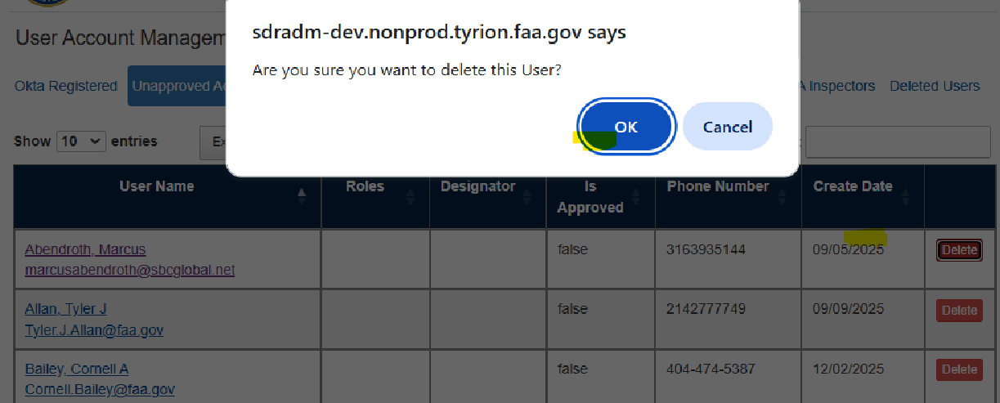 sdradm-dev.nonprod.tyrion.faa.gov says
Are you sure you want to delete this User?
OK Cancel
User Account Managem
Okta Registered Unapproved Inspectors Deleted Users
Show 10 entries
User Name Roles Designator Is Approved Phone Number Create Date
Abendroth, Marcus false 3163935144 09/05/2025 Delete
marcusabendroth@sbcglobal.net
Allan, Tyler J false 2142777749 09/09/2025 Delete
Tyler.J.Allan@faa.gov
Bailey, Cornell A false 404-474-5387 12/02/2025 Delete
Cornell.Bailey@faa.gov